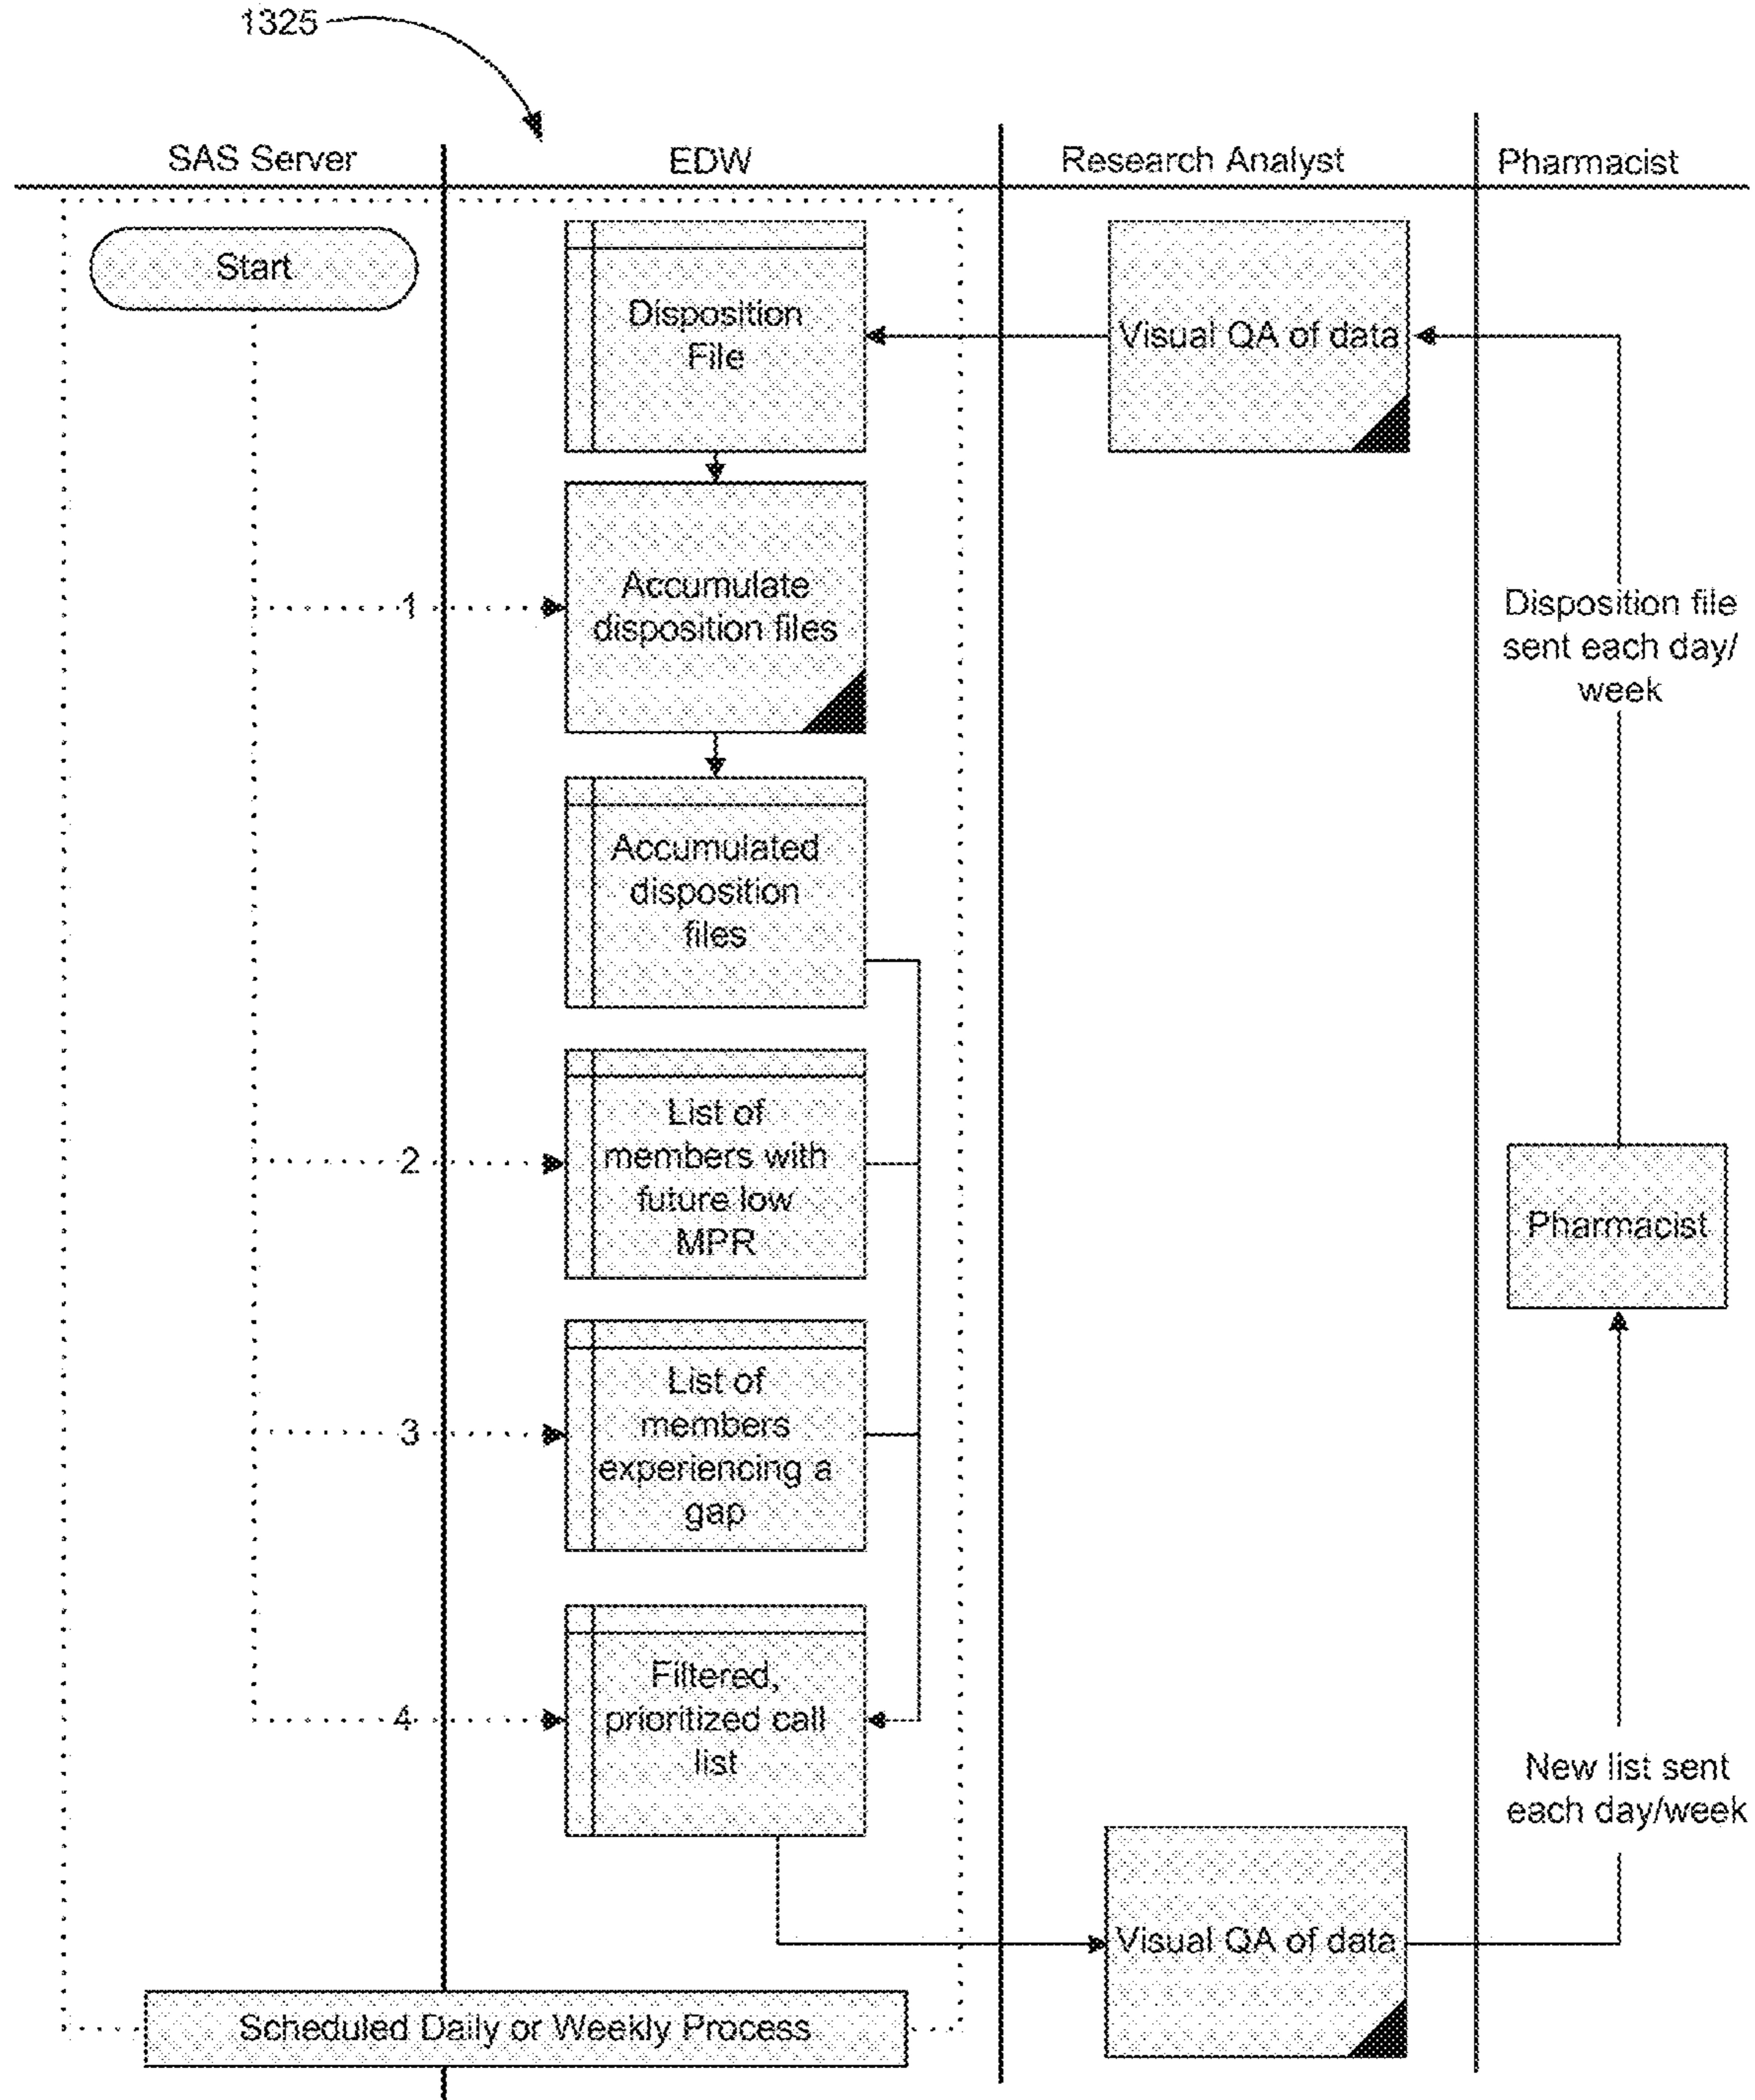 1325
SAS Server
EDW
Research Analyst
Pharmacist
Start
Disposition
File
Visual QA of data
1
Accumulate
disposition files
Disposition file
sent each day/
week
Accumulated
disposition
files
2
List of
members with
future low
MPR
Pharmacist
3
List of
members
experiencing a
gap
4
Filtered,
prioritized call
list
New list sent
each day/week
Visual QA of data
Scheduled Daily or Weekly Process